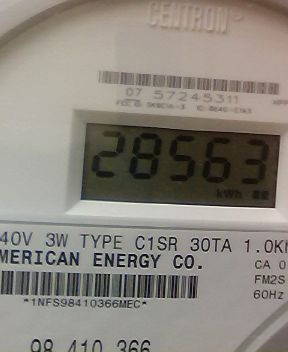 CENTRON®
07 57245311
28563
kWh
40V 3W TYPE C1SR 30TA 1.0K
MERICAN ENERGY CO.
CA 0
FM2S
60Hz
*1NFS98410366MEC*
98 410 366